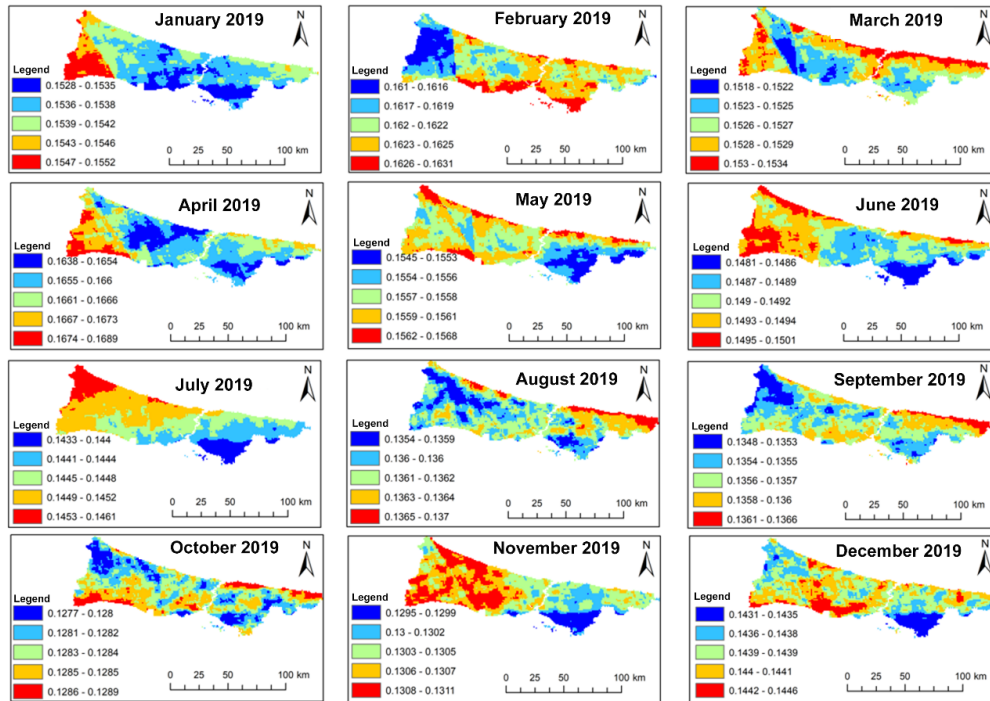 January 2019
N
Legend
0.1528 - 0.1535
0.1536 - 0.1538
0.1539 - 0.1542
0.1543 - 0.1546
0.1547 - 0.1552
0 25 50 100 km
February 2019
N
Legend
0.161 - 0.1616
0.1617 - 0.1619
0.162 - 0.1622
0.1623 - 0.1625
0.1626 - 0.1631
0 25 50 100 km
March 2019
N
Legend
0.1518 - 0.1522
0.1523 - 0.1525
0.1526 - 0.1527
0.1528 - 0.1529
0.153 - 0.1534
0 25 50 100 km
April 2019
N
Legend
0.1638 - 0.1654
0.1655 - 0.166
0.1661 - 0.1666
0.1667 - 0.1673
0.1674 - 0.1689
0 25 50 100 km
May 2019
N
Legend
0.1545 - 0.1553
0.1554 - 0.1556
0.1557 - 0.1558
0.1559 - 0.1561
0.1562 - 0.1568
0 25 50 100 km
June 2019
N
Legend
0.1481 - 0.1486
0.1487 - 0.1489
0.149 - 0.1492
0.1493 - 0.1494
0.1495 - 0.1501
0 25 50 100 km
July 2019
N
Legend
0.1433 - 0.144
0.1441 - 0.1444
0.1445 - 0.1448
0.1449 - 0.1452
0.1453 - 0.1461
0 25 50 100 km
August 2019
N
Legend
0.1354 - 0.1359
0.136 - 0.136
0.1361 - 0.1362
0.1363 - 0.1364
0.1365 - 0.137
0 25 50 100 km
September 2019
N
Legend
0.1348 - 0.1353
0.1354 - 0.1355
0.1356 - 0.1357
0.1358 - 0.136
0.1361 - 0.1366
0 25 50 100 km
October 2019
N
Legend
0.1277 - 0.128
0.1281 - 0.1282
0.1283 - 0.1284
0.1285 - 0.1285
0.1286 - 0.1289
0 25 50 100 km
November 2019
N
Legend
0.1295 - 0.1299
0.13 - 0.1302
0.1303 - 0.1305
0.1306 - 0.1307
0.1308 - 0.1311
0 25 50 100 km
December 2019
N
Legend
0.1431 - 0.1435
0.1436 - 0.1438
0.1439 - 0.1439
0.144 - 0.1441
0.1442 - 0.1446
0 25 50 100 km